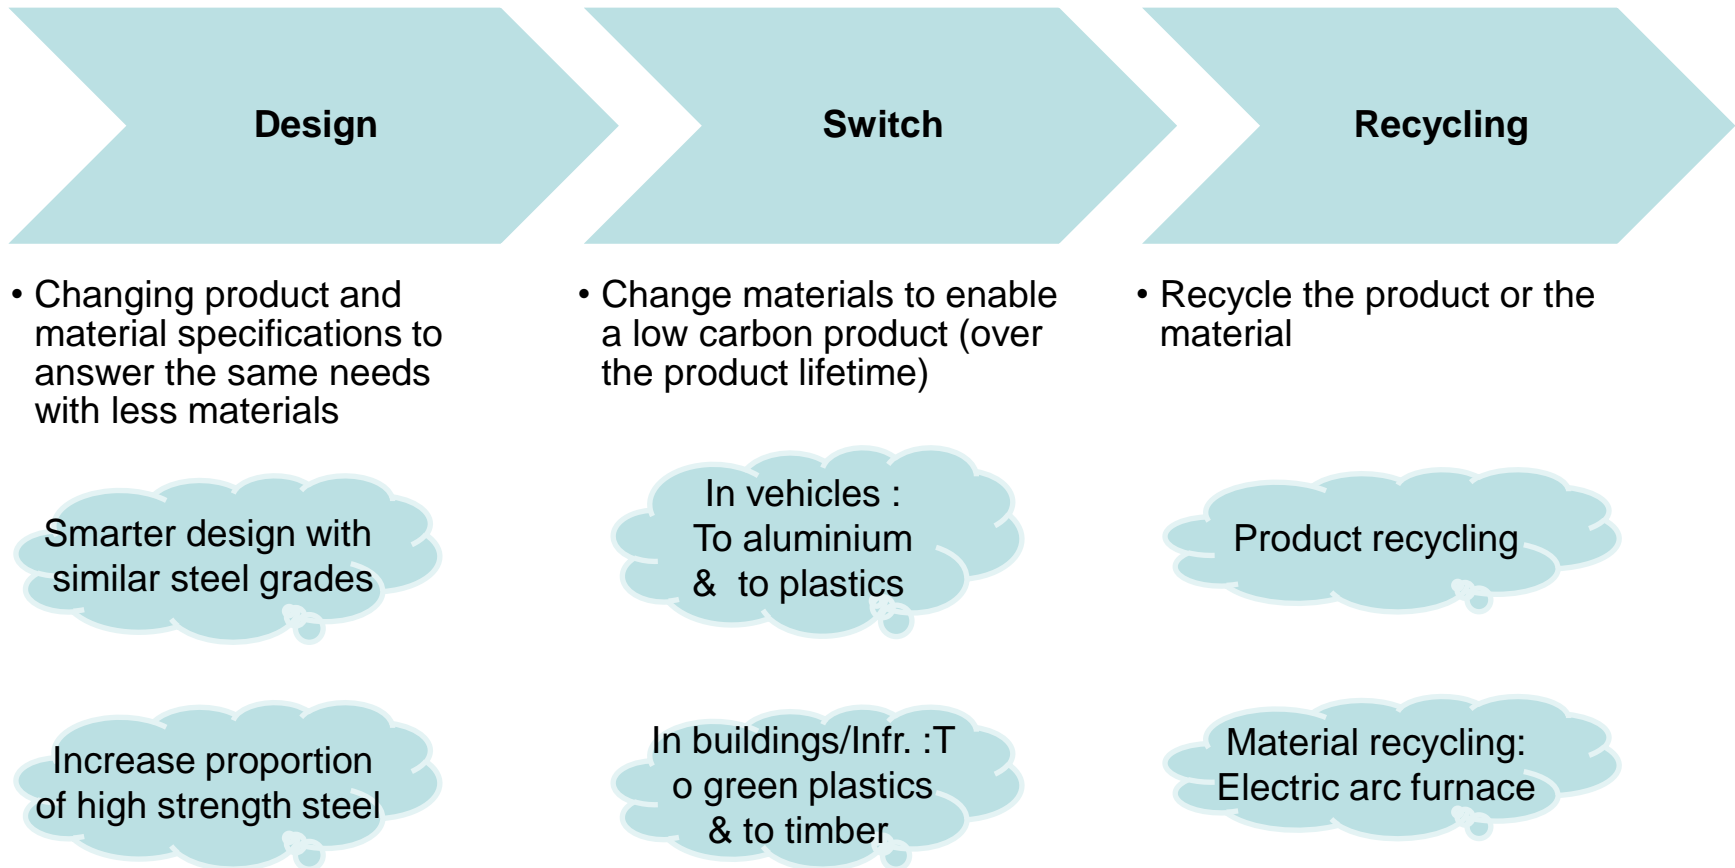 Design
Switch
Recycling
• Changing product and
material specifications to
answer the same needs
with less materials
• Change materials to enable
a low carbon product (over
the product lifetime)
• Recycle the product or the
material
Smarter design with
similar steel grades
In vehicles :
To aluminium
& to plastics
Product recycling
Increase proportion
of high strength steel
In buildings/Infr. :T
o green plastics
& to timber
Material recycling:
Electric arc furnace